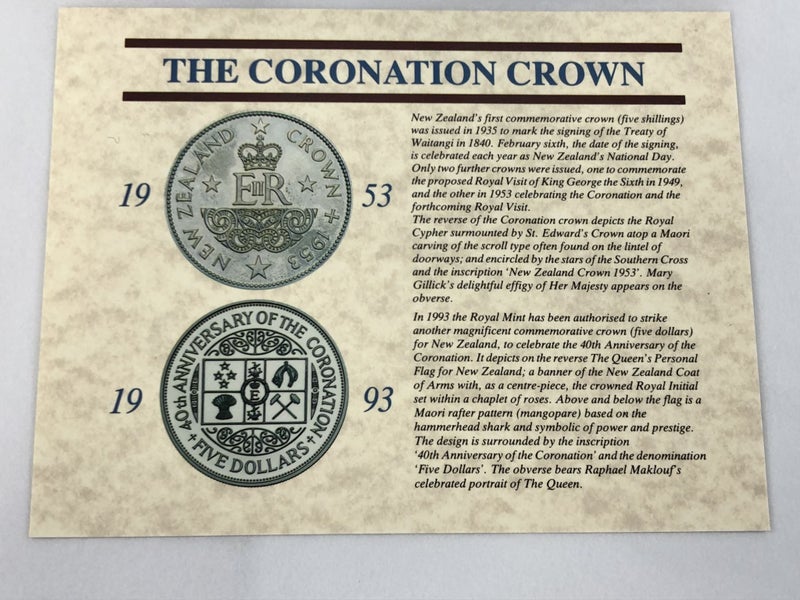 THE CORONATION CROWN
NEW ZEALAND CROWN 1953
EIIR
19 53
40th ANNIVERSARY OF THE CORONATION
E
FIVE DOLLARS
19 93
New Zealand's first commemorative crown (five shillings)
was issued in 1935 to mark the signing of the Treaty of
Waitangi in 1840. February sixth, the date of the signing,
is celebrated each year as New Zealand's National Day.
Only two further crowns were issued, one to commemorate
the proposed Royal Visit of King George the Sixth in 1949,
and the other in 1953 celebrating the Coronation and the
forthcoming Royal Visit.
The reverse of the Coronation crown depicts the Royal
Cypher surmounted by St. Edward's Crown atop a Maori
carving of the scroll type often found on the lintel of
doorways; and encircled by the stars of the Southern Cross
and the inscription 'New Zealand Crown 1953'. Mary
Gillick's delightful effigy of Her Majesty appears on the
obverse.
In 1993 the Royal Mint has been authorised to strike
another magnificent commemorative crown (five dollars)
for New Zealand, to celebrate the 40th Anniversary of the
Coronation. It depicts on the reverse The Queen's Personal
Flag for New Zealand; a banner of the New Zealand Coat
of Arms with, as a centre-piece, the crowned Royal Initial
set within a chaplet of roses. Above and below the flag is a
Maori rafter pattern (mangopare) based on the
hammerhead shark and symbolic of power and prestige.
The design is surrounded by the inscription
'40th Anniversary of the Coronation' and the denomination
'Five Dollars'. The obverse bears Raphael Maklouf's
celebrated portrait of The Queen.